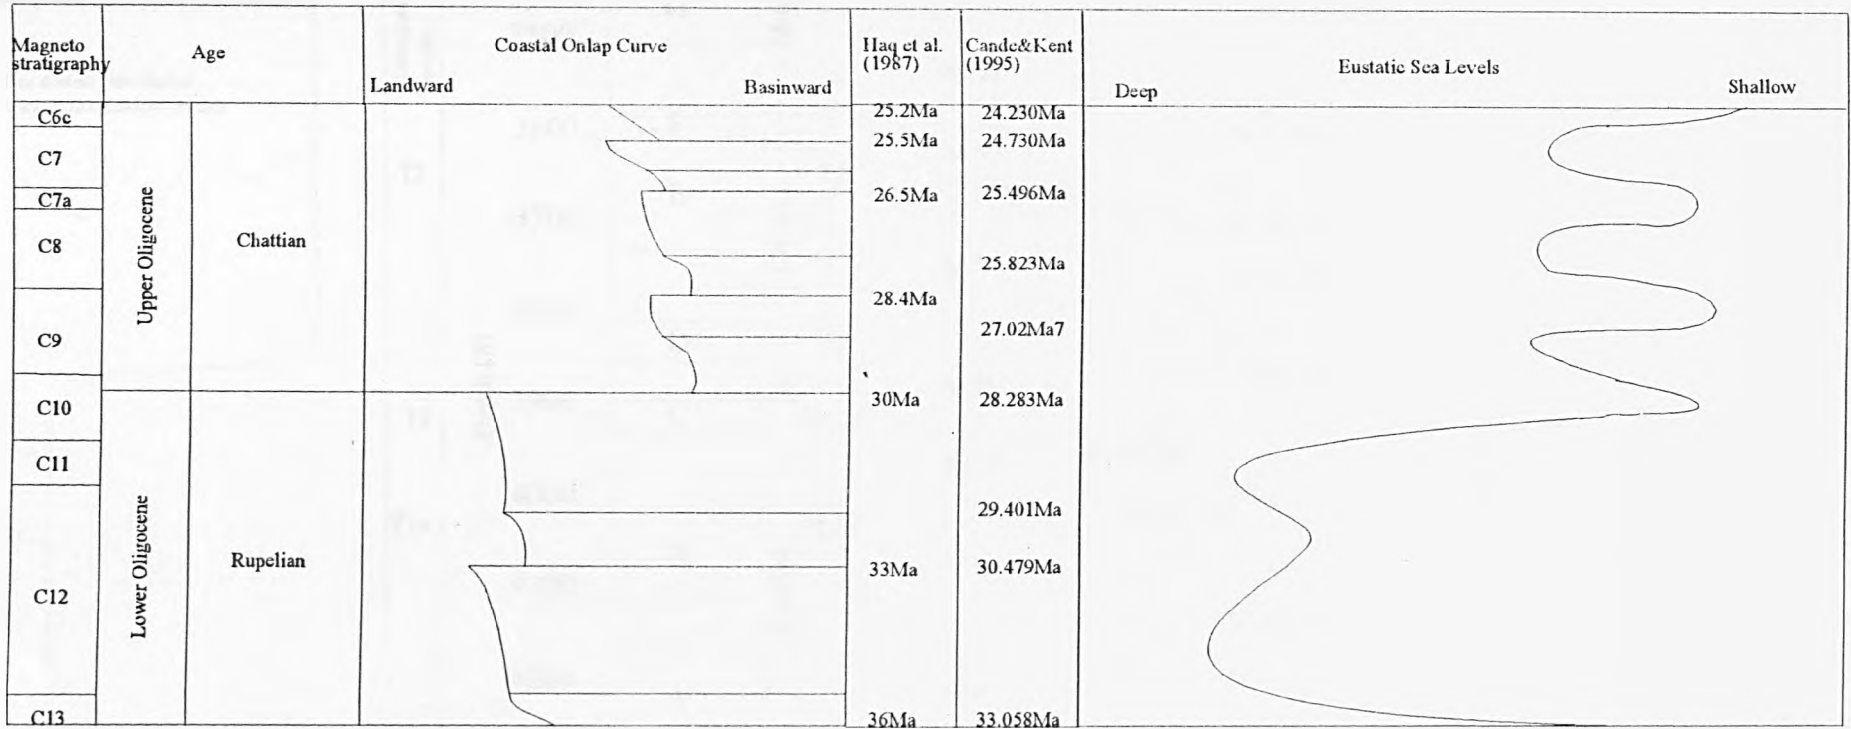 Magneto
stratigraphy
Age
Coastal Onlap Curve
Landward
Basinward
Haq et al.
(1987)
Cande&Kent
(1995)
Eustatic Sea Levels
Deep
Shallow
C6c
C7
C7a
C8
C9
C10
C11
C12
C13
Upper Oligocene
Lower Oligocene
Chattian
Rupelian
25.2Ma
25.5Ma
26.5Ma
28.4Ma
30Ma
33Ma
36Ma
24.230Ma
24.730Ma
25.496Ma
25.823Ma
27.02Ma7
28.283Ma
29.401Ma
30.479Ma
33.058Ma